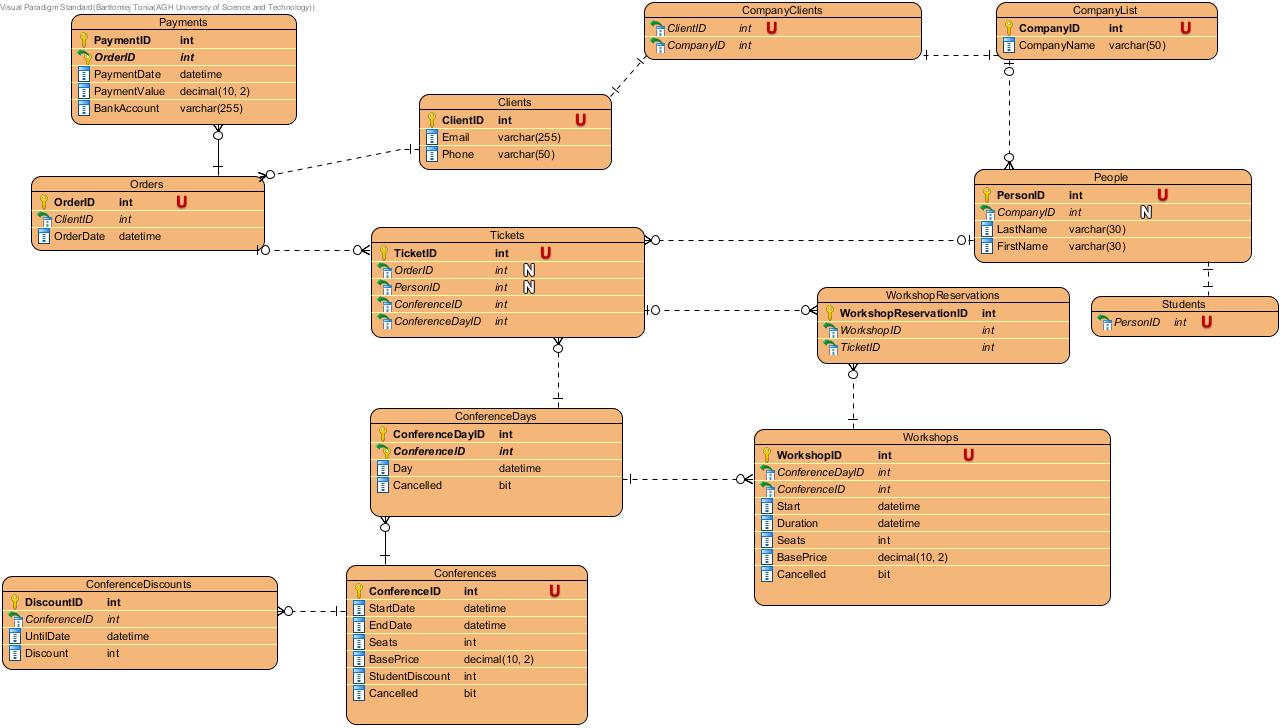 Visual Paradigm Standard(Bartłomiej Tonia(AGH University of Science and Technology))
Payments
PaymentID int
OrderID int
PaymentDate datetime
PaymentValue decimal(10, 2)
BankAccount varchar(255)
CompanyClients
ClientID int U
CompanyID int
CompanyList
CompanyID int U
CompanyName varchar(50)
Clients
ClientID int U
Email varchar(255)
Phone varchar(50)
Orders
OrderID int U
ClientID int
OrderDate datetime
People
PersonID int U
CompanyID int N
LastName varchar(30)
FirstName varchar(30)
Tickets
TicketID int U
OrderID int N
PersonID int N
ConferenceID int
ConferenceDayID int
WorkshopReservations
WorkshopReservationID int
WorkshopID int
TicketID int
Students
PersonID int U
ConferenceDays
ConferenceDayID int
ConferenceID int
Day datetime
Cancelled bit
Workshops
WorkshopID int U
ConferenceDayID int
ConferenceID int
Start datetime
Duration datetime
Seats int
BasePrice decimal(10, 2)
Cancelled bit
ConferenceDiscounts
DiscountID int
ConferenceID int
UntilDate datetime
Discount int
Conferences
ConferenceID int U
StartDate datetime
EndDate datetime
Seats int
BasePrice decimal(10, 2)
StudentDiscount int
Cancelled bit